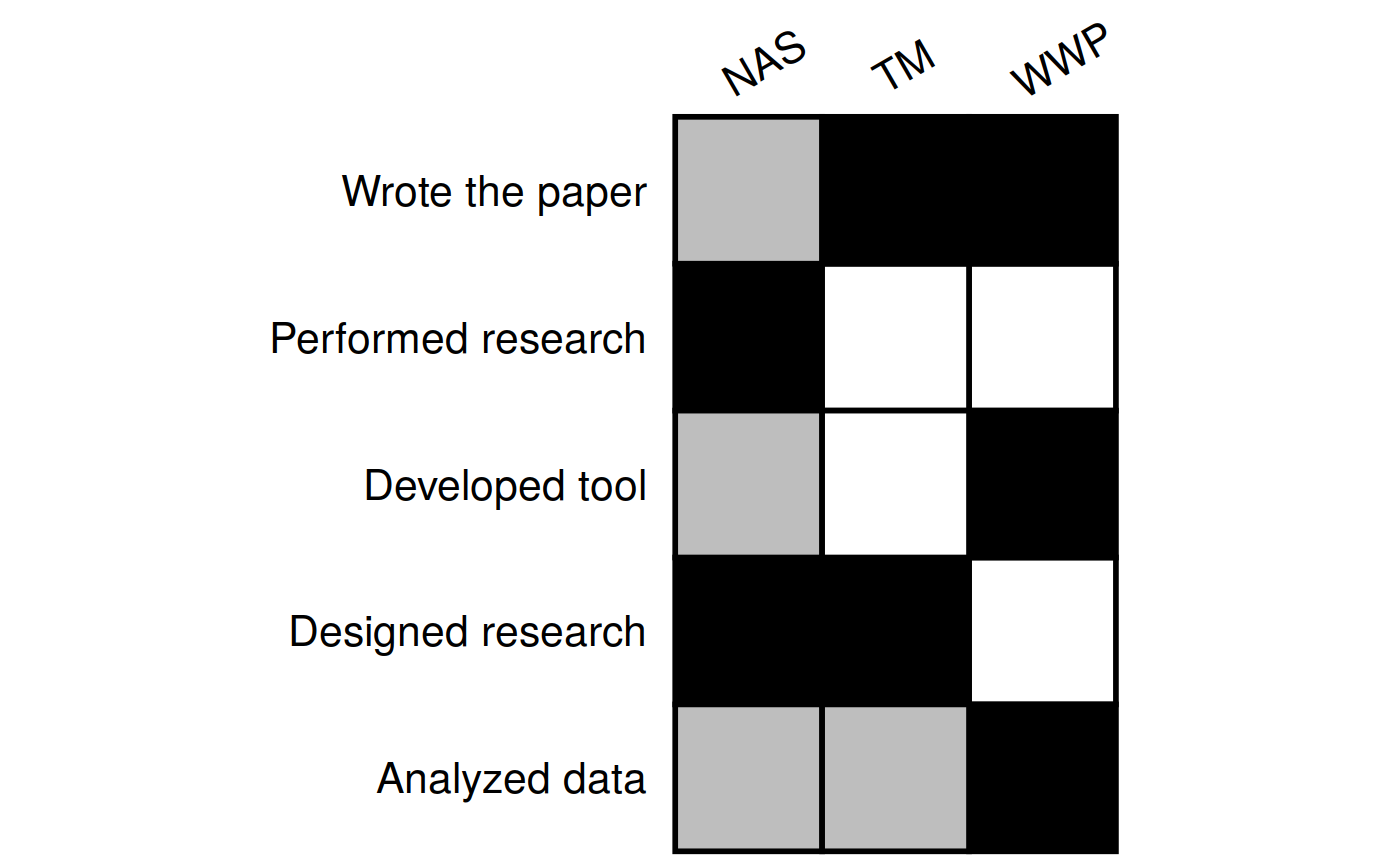 NAS TM WWP
Wrote the paper
Performed research
Developed tool
Designed research
Analyzed data